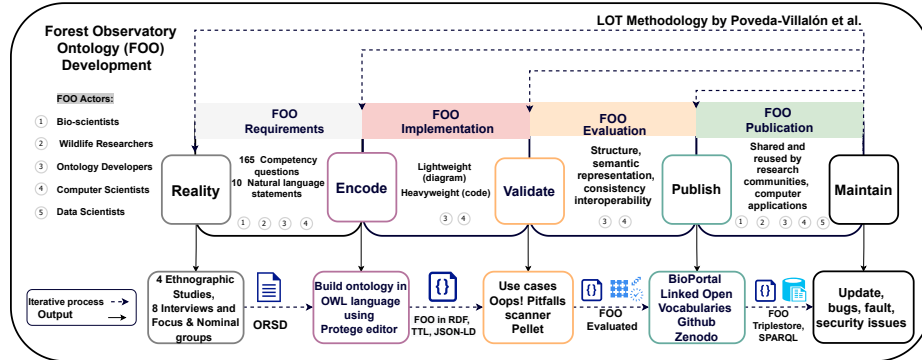 LOT Methodology by Poveda-Villalón et al.
Forest Observatory
Ontology (FOO)
Development
FOO Actors:
1 Bio-scientists
2 Wildlife Researchers
3 Ontology Developers
4 Computer Scientists
5 Data Scientists
FOO
Requirements
FOO
Implementation
FOO
Evaluation
FOO
Publication
Reality
165 Competency
questions
10 Natural language
statements
1 2 3 4
Encode
Lightweight
(diagram)
Heavyweight (code)
3 4
Validate
Structure,
semantic
representation,
consistency
interoperability
3 4
Publish
Shared and
reused by
research
communities,
computer
applications
1 2 3 4 5
Maintain
Iterative process
Output
4 Ethnographic
Studies,
8 Interviews and
Focus & Nominal
groups
ORSD
Build ontology in
OWL language
using
Protege editor
{}
FOO in RDF,
TTL, JSON-LD
Use cases
Oops! Pitfalls
scanner
Pellet
{}
FOO
Evaluated
BioPortal
Linked Open
Vocabularies
Github
Zenodo
{}
FOO
Triplestore,
SPARQL
Update,
bugs, fault,
security issues